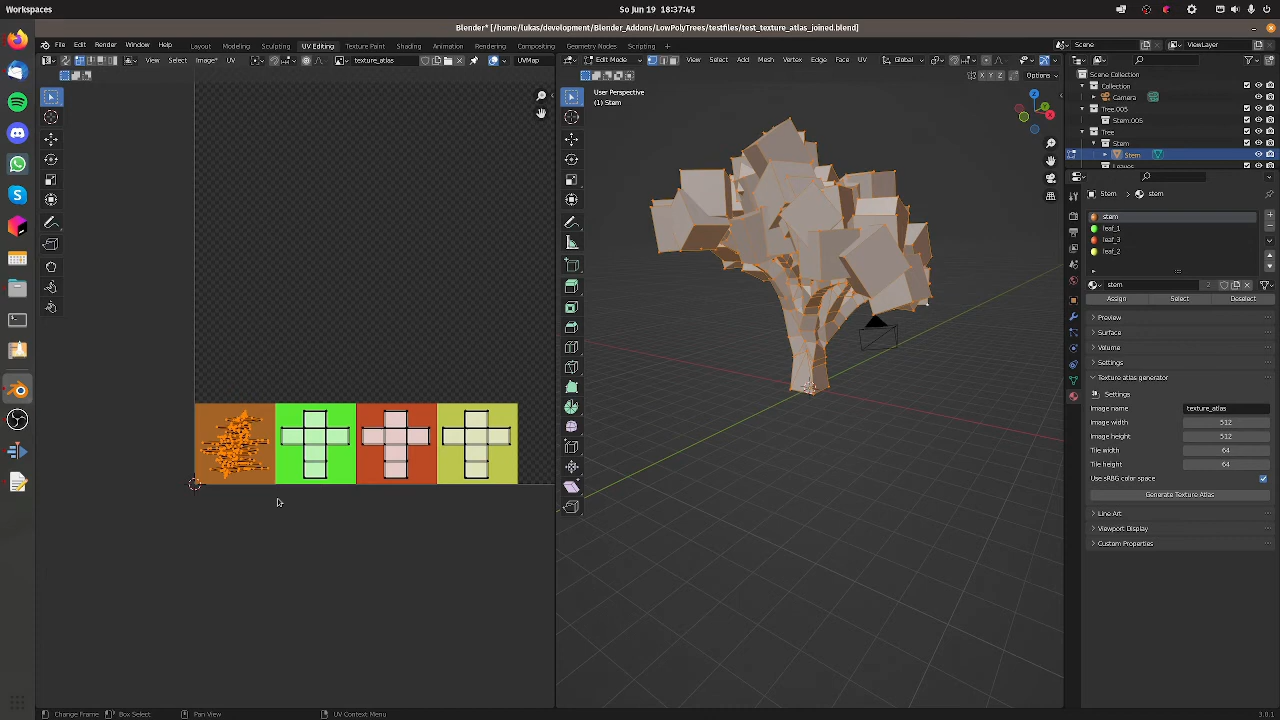 Workspaces
So Jun 19 18:37:45
Blender* [/home/lukas/development/Blender_Addons/LowPolyTrees/testfiles/test_texture_atlas_joined.blend]
File Edit Render Window Help
Layout Modeling Sculpting UV Editing Texture Paint Shading Animation Rendering Compositing Geometry Nodes Scripting +
Scene
ViewLayer
View Select Image* UV
texture_atlas
UVMap
Edit Mode
View Select Add Mesh Vertex Edge Face UV
Global
X Y Z
Options
User Perspective
(1) Stem
Scene Collection
Collection
Camera
Tree.005
Stem.005
Tree
Stem
Stem
Leaves
Stem
stem
stem
leaf_1
leaf_3
leaf_2
stem
2
Assign
Select
Deselect
Preview
Surface
Volume
Settings
Texture atlas generator
Settings
Image name texture_atlas
Image width 512
Image height 512
Tile width 64
Tile height 64
Use sRBG color space
Generate Texture Atlas
Line Art
Viewport Display
Custom Properties
Change Frame
Box Select
Pan View
UV Context Menu
3.0.1